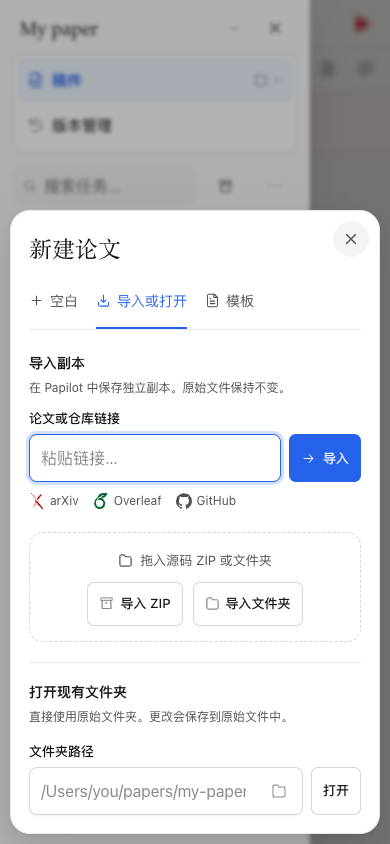 My paper
稿件
版本管理
搜索任务...
新建论文
空白
导入或打开
模板
导入副本
在 Papilot 中保存独立副本。原始文件保持不变。
论文或仓库链接
粘贴链接...
导入
arXiv
Overleaf
GitHub
拖入源码 ZIP 或文件夹
导入 ZIP
导入文件夹
打开现有文件夹
直接使用原始文件夹。更改会保存到原始文件中。
文件夹路径
/Users/you/papers/my-paper
打开